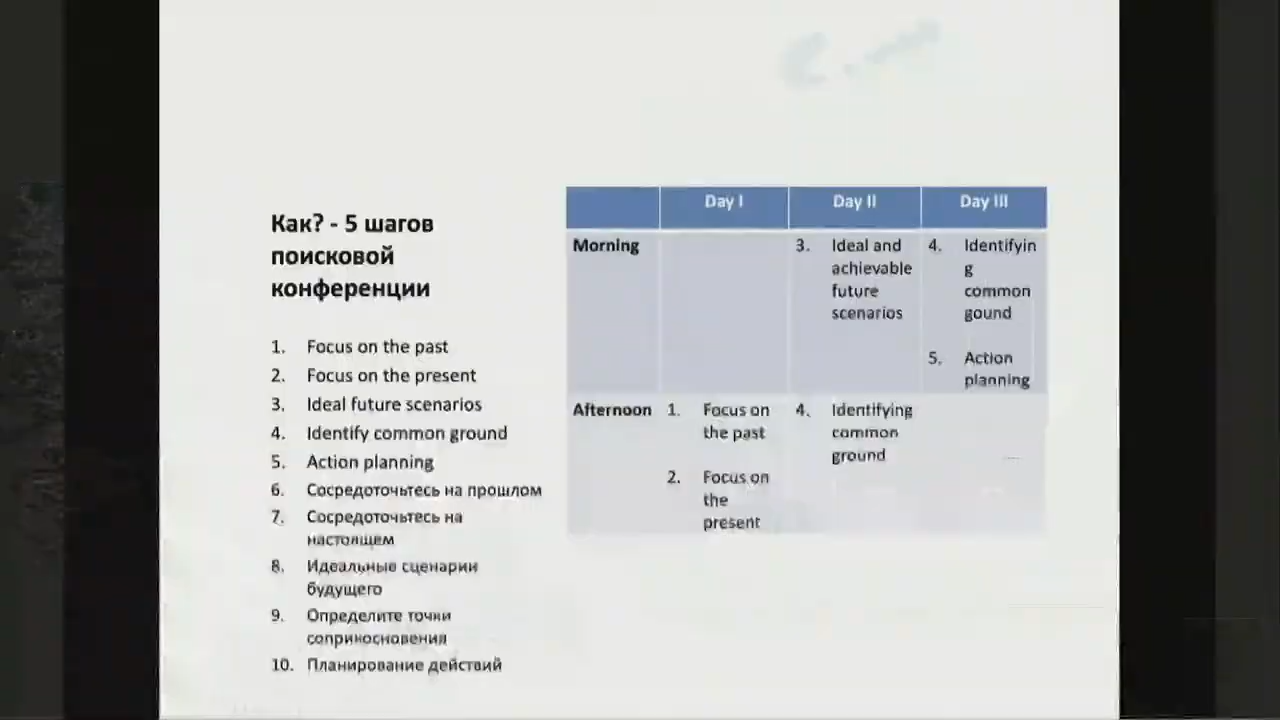 Как? - 5 шагов
поисковой
конференции
1. Focus on the past
2. Focus on the present
3. Ideal future scenarios
4. Identify common ground
5. Action planning
6. Сосредоточьтесь на прошлом
7. Сосредоточьтесь на
настоящем
8. Идеальные сценарии
будущего
9. Определите точки
соприкосновения
10. Планирование действий
Day I Day II Day III
Morning
3. Ideal and
achievable
future
scenarios
4. Identifyin
g
common
gound
5. Action
planning
Afternoon
1. Focus on
the past
2. Focus on
the
present
4. Identifying
common
ground